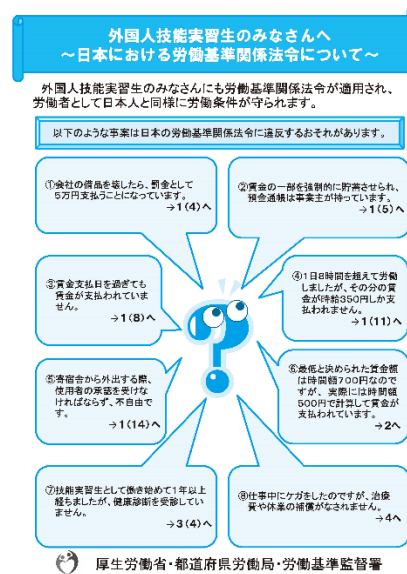 外国人技能実習生のみなさんへ
～日本における労働基準関係法令について～
外国人技能実習生のみなさんにも労働基準関係法令が適用され、
労働者として日本人と同様に労働条件が守られます。
以下のような事案は日本の労働基準関係法令に違反するおそれがあります。
①会社の備品を壊したら、罰金として
5万円支払うことになっています。
→1(4)へ
②賃金の一部を強制的に貯蓄させられ、
預金通帳は事業主が持っています。
→1(5)へ
③賃金支払日を過ぎても
賃金が支払われていま
せん。
→1(8)へ
④1日8時間を超えて労働
しましたが、その分の賃
金が時給350円しか支
払われません。
→1(11)へ
⑤寄宿舎から外出する際、
使用者の承諾を受けな
ければならず、不自由で
す。
→1(14)へ
⑥最低と決められた賃金額
は時間額700円なので
すが、実際には時間額
500円で計算して賃金が
支払われています。
→2へ
⑦技能実習生として働き始めて1年以上
経ちましたが、健康診断を受診してい
ません。
→3(4)へ
⑧仕事中にケガをしたのですが、治療
費や休業の補償がなされません。
→4へ
厚生労働省・都道府県労働局・労働基準監督署